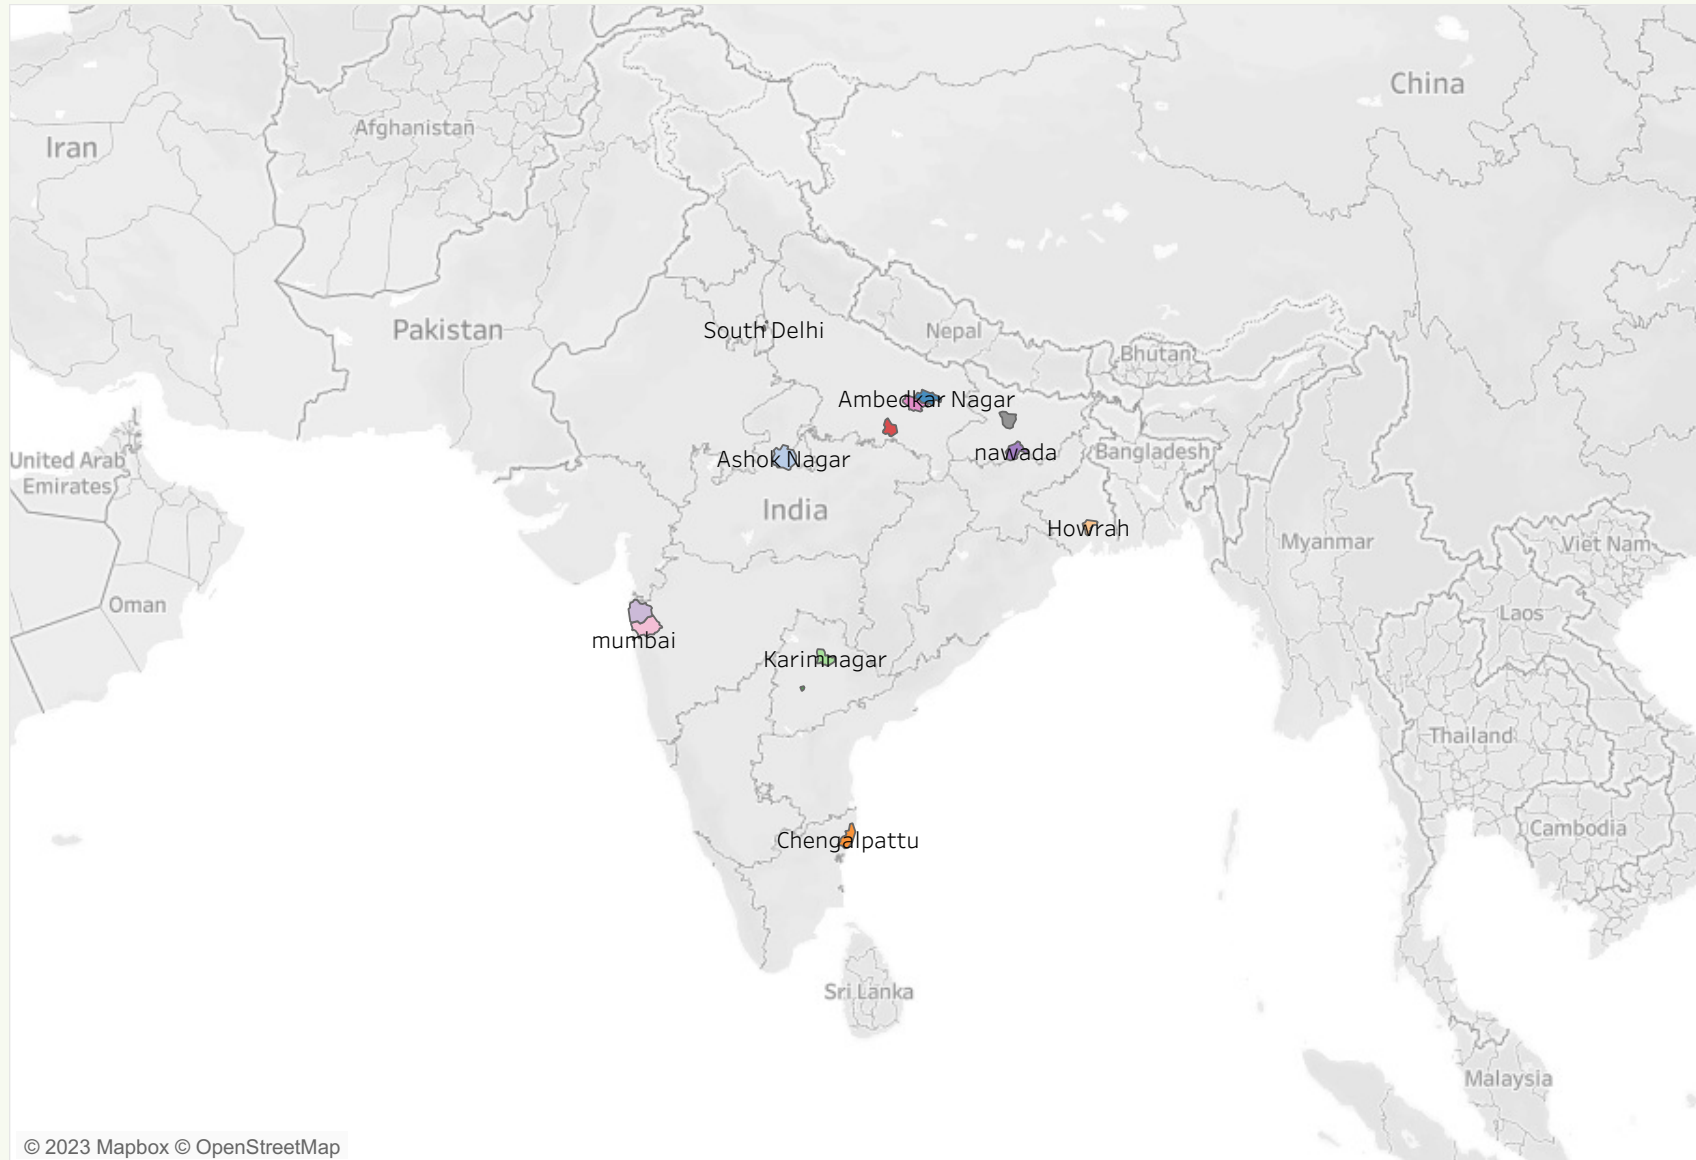 China
Afghanistan
Iran
Pakistan
South Delhi
Nepal
Bhutan
Ambedkar Nagar
nawada
Bangladesh
United Arab
Emirates
Ashok Nagar
India
Howrah
Myanmar
Viet Nam
Oman
Laos
mumbai
Karimnagar
Thailand
Cambodia
Chengalpattu
Sri Lanka
Malaysia
© 2023 Mapbox © OpenStreetMap